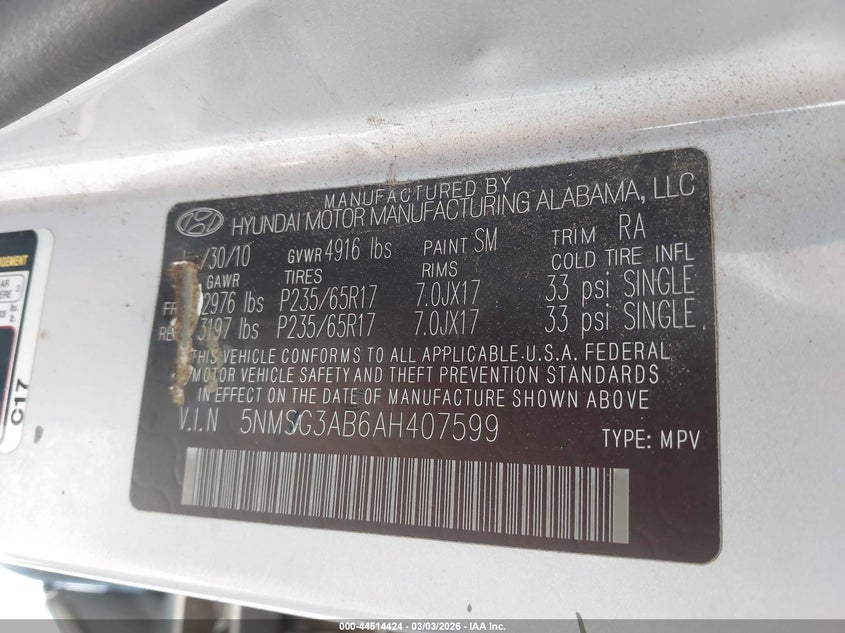 MANUFACTURED BY
HYUNDAI MOTOR MANUFACTURING ALABAMA, LLC
/30/10 GVWR 4916 lbs PAINT SM TRIM RA
GAWR TIRES RIMS COLD TIRE INFL
2976 lbs P235/65R17 7.0JX17 33 psi SINGLE
3197 lbs P235/65R17 7.0JX17 33 psi SINGLE
THIS VEHICLE CONFORMS TO ALL APPLICABLE.U.S.A. FEDERAL
MOTOR VEHICLE SAFETY AND THEFT PREVENTION STANDARDS
IN EFFECT ON THE DATE OF MANUFACTURE SHOWN ABOVE
V.I.N 5NMSG3AB6AH407599
TYPE: MPV
C17
000-44514424 - 03/03/2026 - IAA Inc.